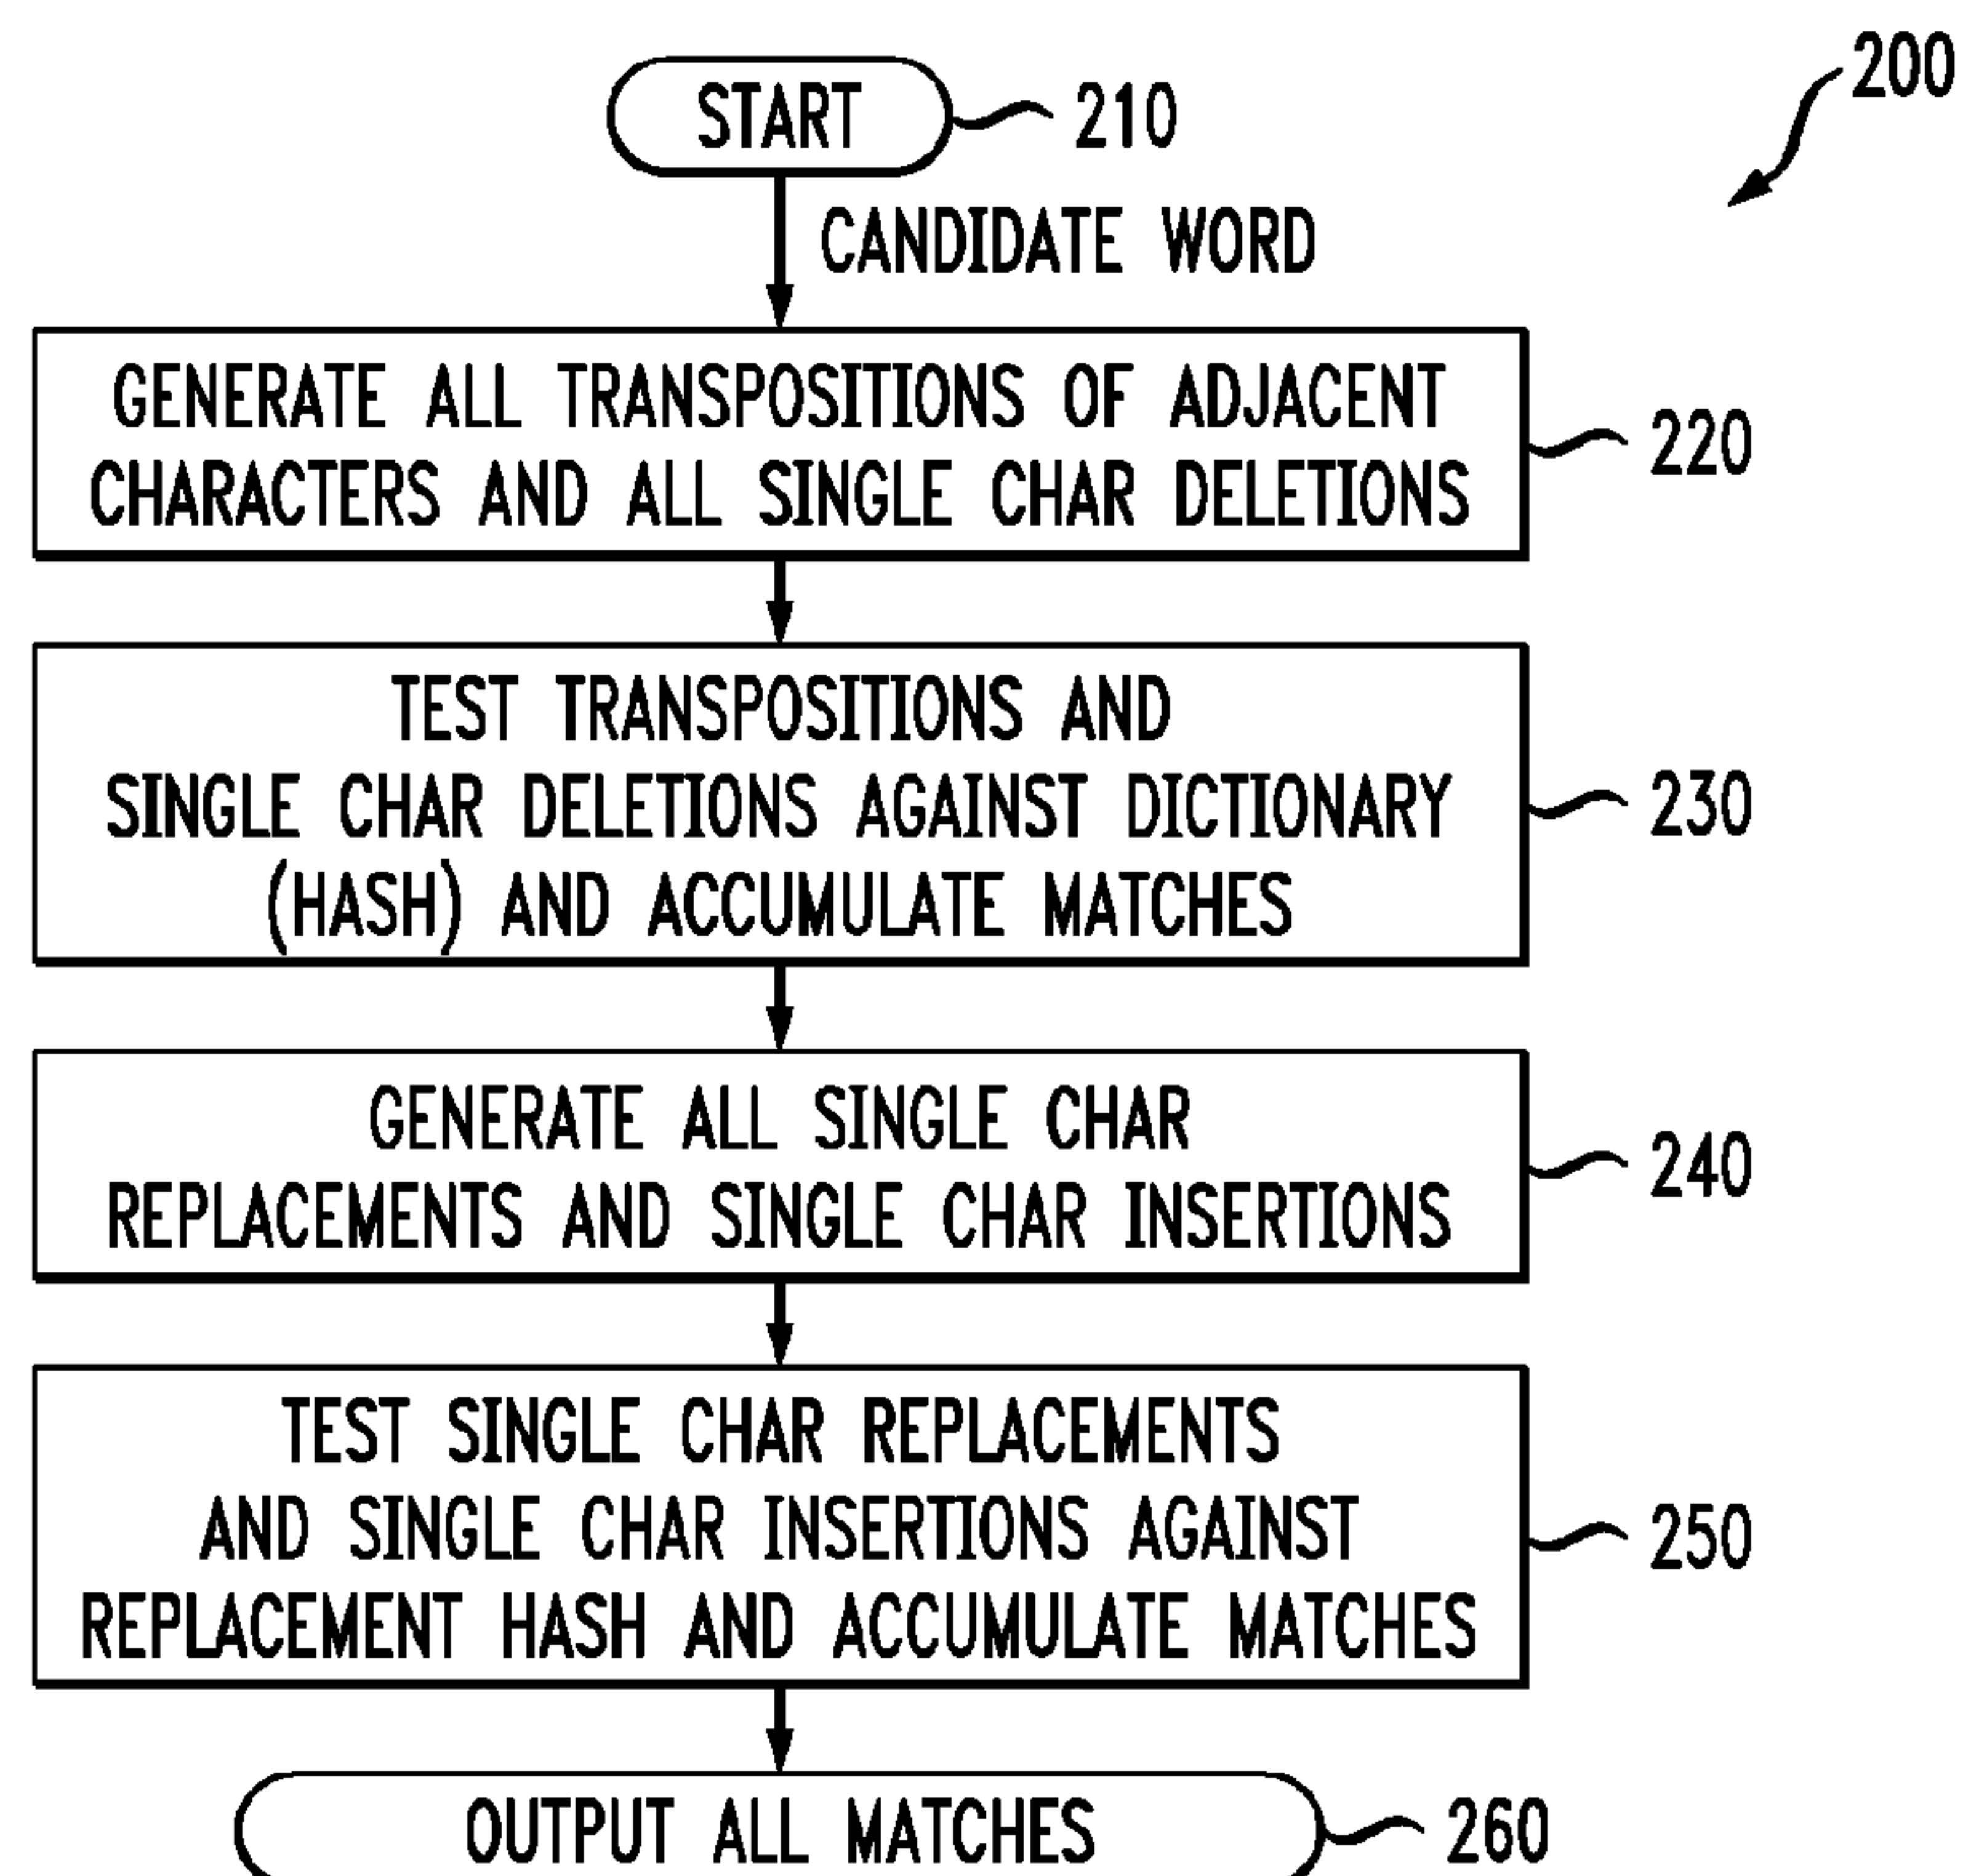 200
START
210
CANDIDATE WORD
GENERATE ALL TRANSPOSITIONS OF ADJACENT
CHARACTERS AND ALL SINGLE CHAR DELETIONS
220
TEST TRANSPOSITIONS AND
SINGLE CHAR DELETIONS AGAINST DICTIONARY
(HASH) AND ACCUMULATE MATCHES
230
GENERATE ALL SINGLE CHAR
REPLACEMENTS AND SINGLE CHAR INSERTIONS
240
TEST SINGLE CHAR REPLACEMENTS
AND SINGLE CHAR INSERTIONS AGAINST
REPLACEMENT HASH AND ACCUMULATE MATCHES
250
OUTPUT ALL MATCHES
260